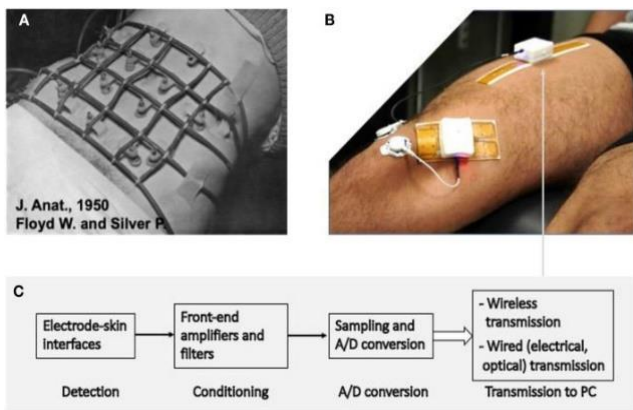 A
J. Anat., 1950
Floyd W. and Silver P.
B
C
Electrode-skin
interfaces
Detection
Front-end
amplifiers and
filters
Conditioning
Sampling and
A/D conversion
A/D conversion
- Wireless
transmission
- Wired (electrical,
optical) transmission
Transmission to PC